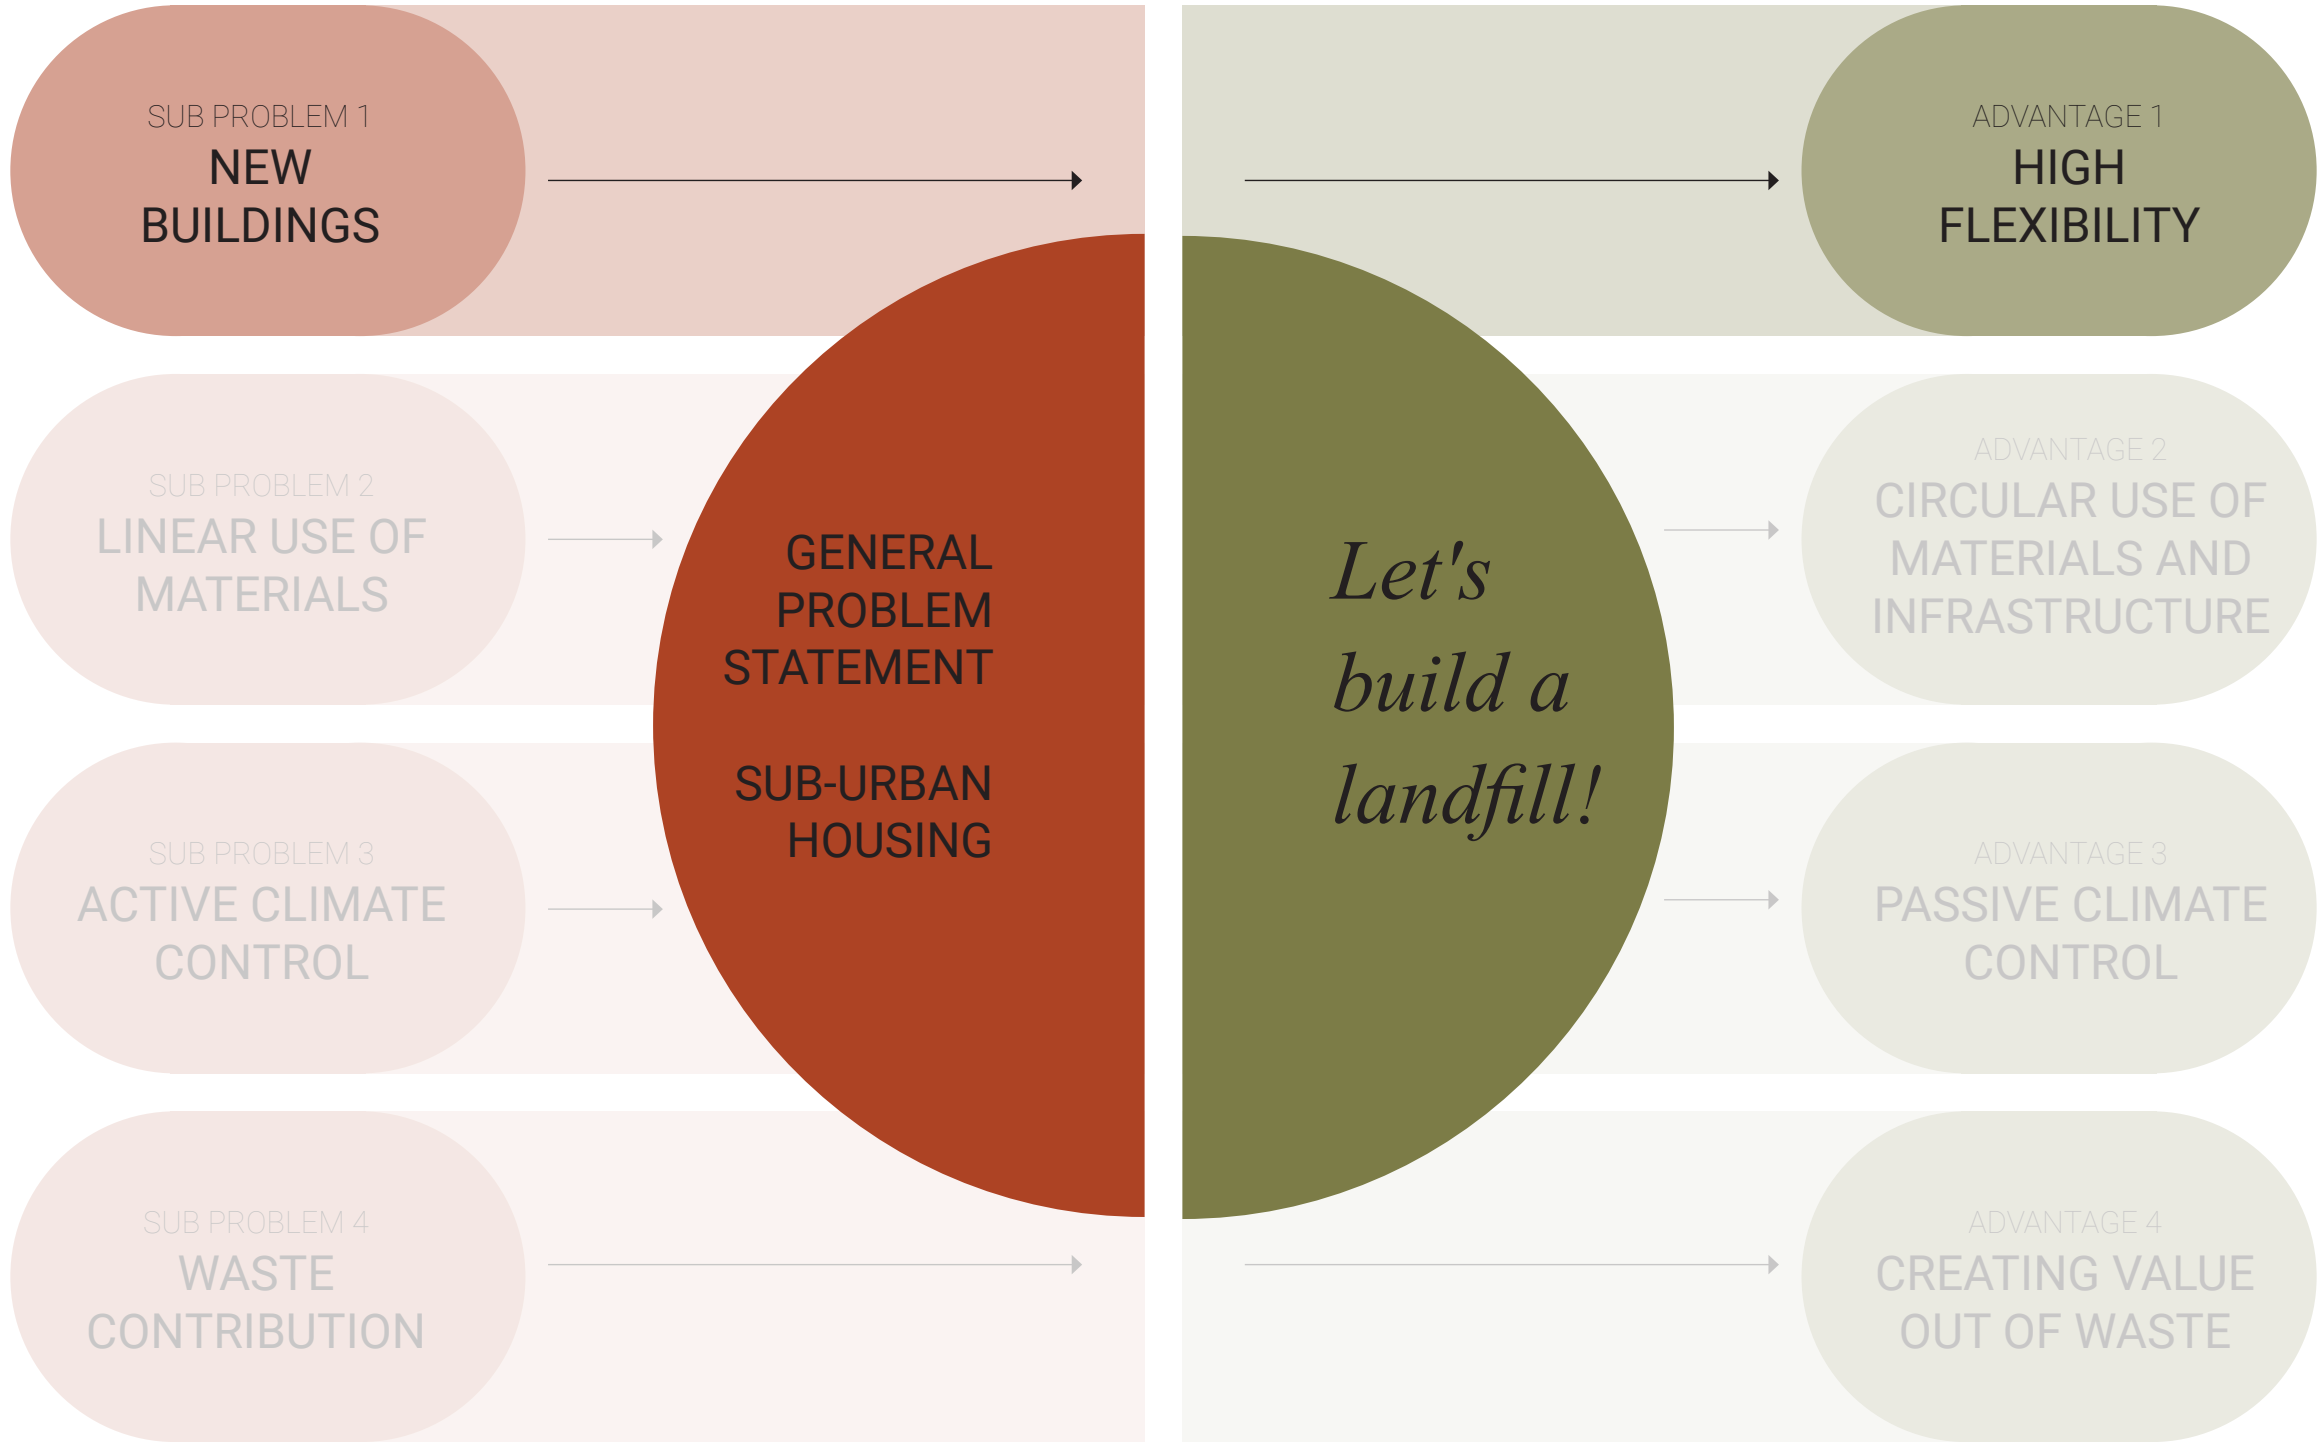 SUB PROBLEM 1
NEW
BUILDINGS
SUB PROBLEM 2
LINEAR USE OF
MATERIALS
SUB PROBLEM 3
ACTIVE CLIMATE
CONTROL
SUB PROBLEM 4
WASTE
CONTRIBUTION
GENERAL
PROBLEM
STATEMENT
SUB-URBAN
HOUSING
Let's
build a
landfill!
ADVANTAGE 1
HIGH
FLEXIBILITY
ADVANTAGE 2
CIRCULAR USE OF
MATERIALS AND
INFRASTRUCTURE
ADVANTAGE 3
PASSIVE CLIMATE
CONTROL
ADVANTAGE 4
CREATING VALUE
OUT OF WASTE